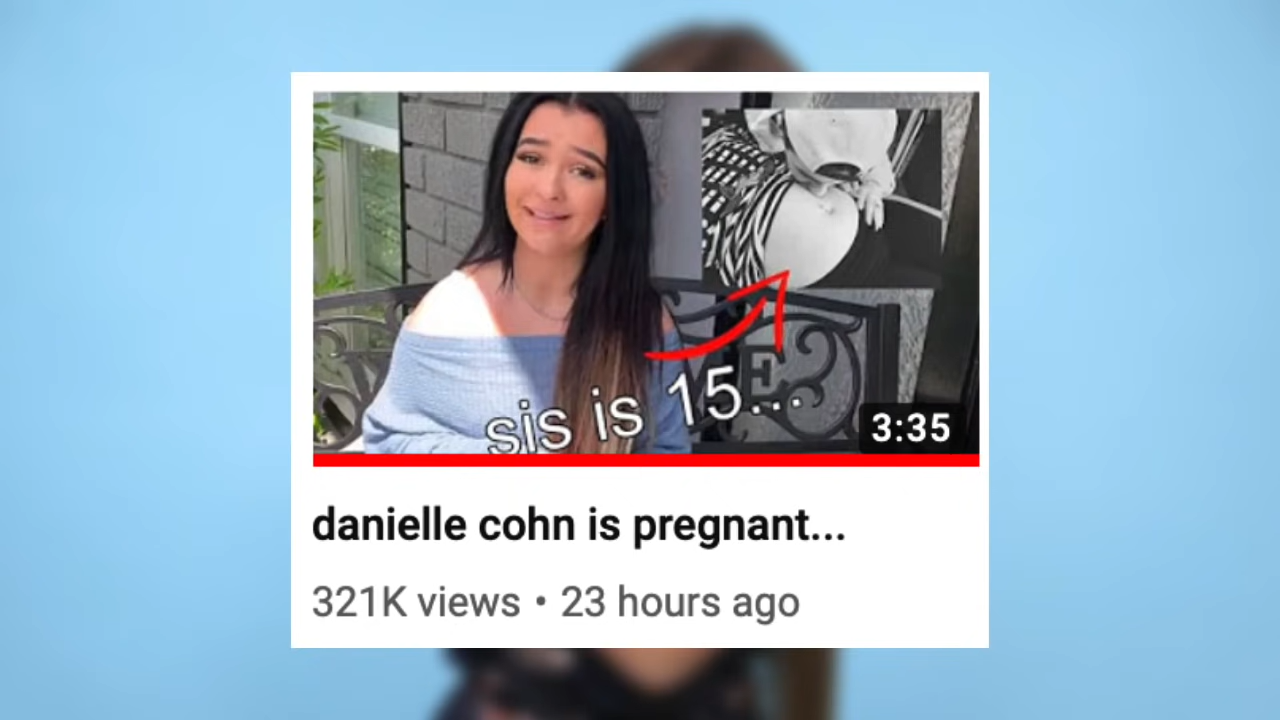 sis is 15...
3:35
danielle cohn is pregnant...
321K views • 23 hours ago